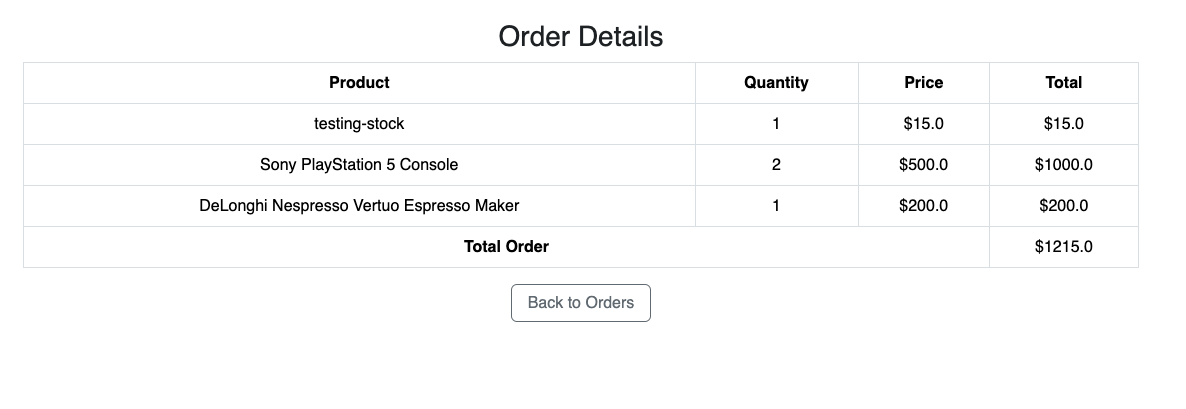 Order Details
Product Quantity Price Total
testing-stock 1 $15.0 $15.0
Sony PlayStation 5 Console 2 $500.0 $1000.0
DeLonghi Nespresso Vertuo Espresso Maker 1 $200.0 $200.0
Total Order $1215.0
Back to Orders